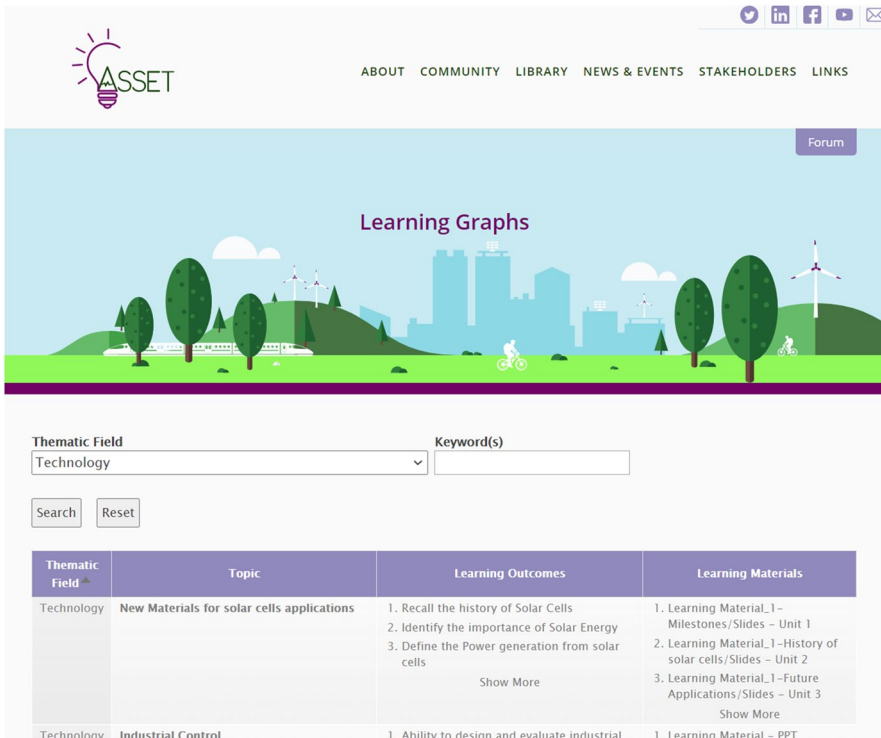 ASSET
ABOUT COMMUNITY LIBRARY NEWS & EVENTS STAKEHOLDERS LINKS
Forum
Learning Graphs
Thematic Field
Technology
Keyword(s)
Search Reset
Thematic Field
Topic
Learning Outcomes
Learning Materials
Technology
New Materials for solar cells applications
1. Recall the history of Solar Cells
2. Identify the importance of Solar Energy
3. Define the Power generation from solar
cells
Show More
1. Learning Material_1–
Milestones/Slides – Unit 1
2. Learning Material_1–History of
solar cells/Slides – Unit 2
3. Learning Material_1–Future
Applications/Slides – Unit 3
Show More
Technology
Industrial Control
1. Ability to design and evaluate industrial
1. Learning Material – PPT